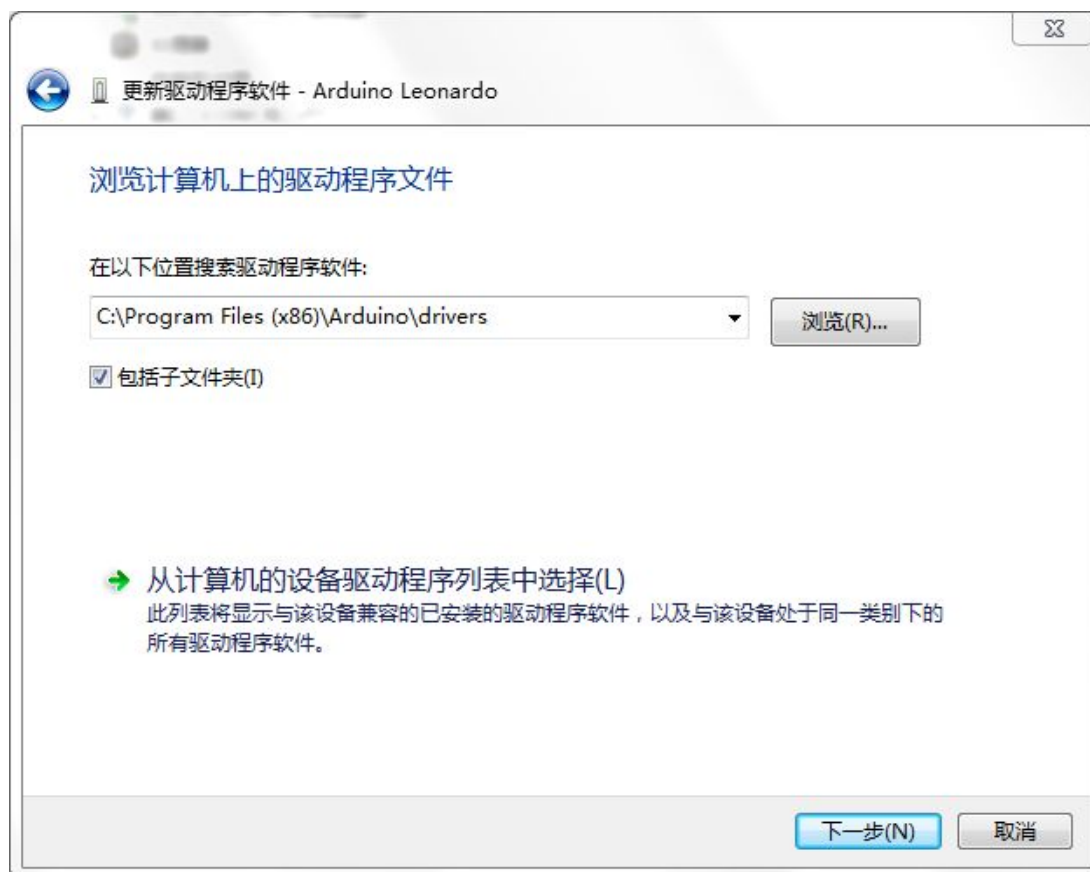 更新驱动程序软件 - Arduino Leonardo
浏览计算机上的驱动程序文件
在以下位置搜索驱动程序软件:
C:\Program Files (x86)\Arduino\drivers
浏览(R)...
包括子文件夹(I)
从计算机的设备驱动程序列表中选择(L)
此列表将显示与该设备兼容的已安装的驱动程序软件，以及与该设备处于同一类别下的
所有驱动程序软件。
下一步(N)
取消